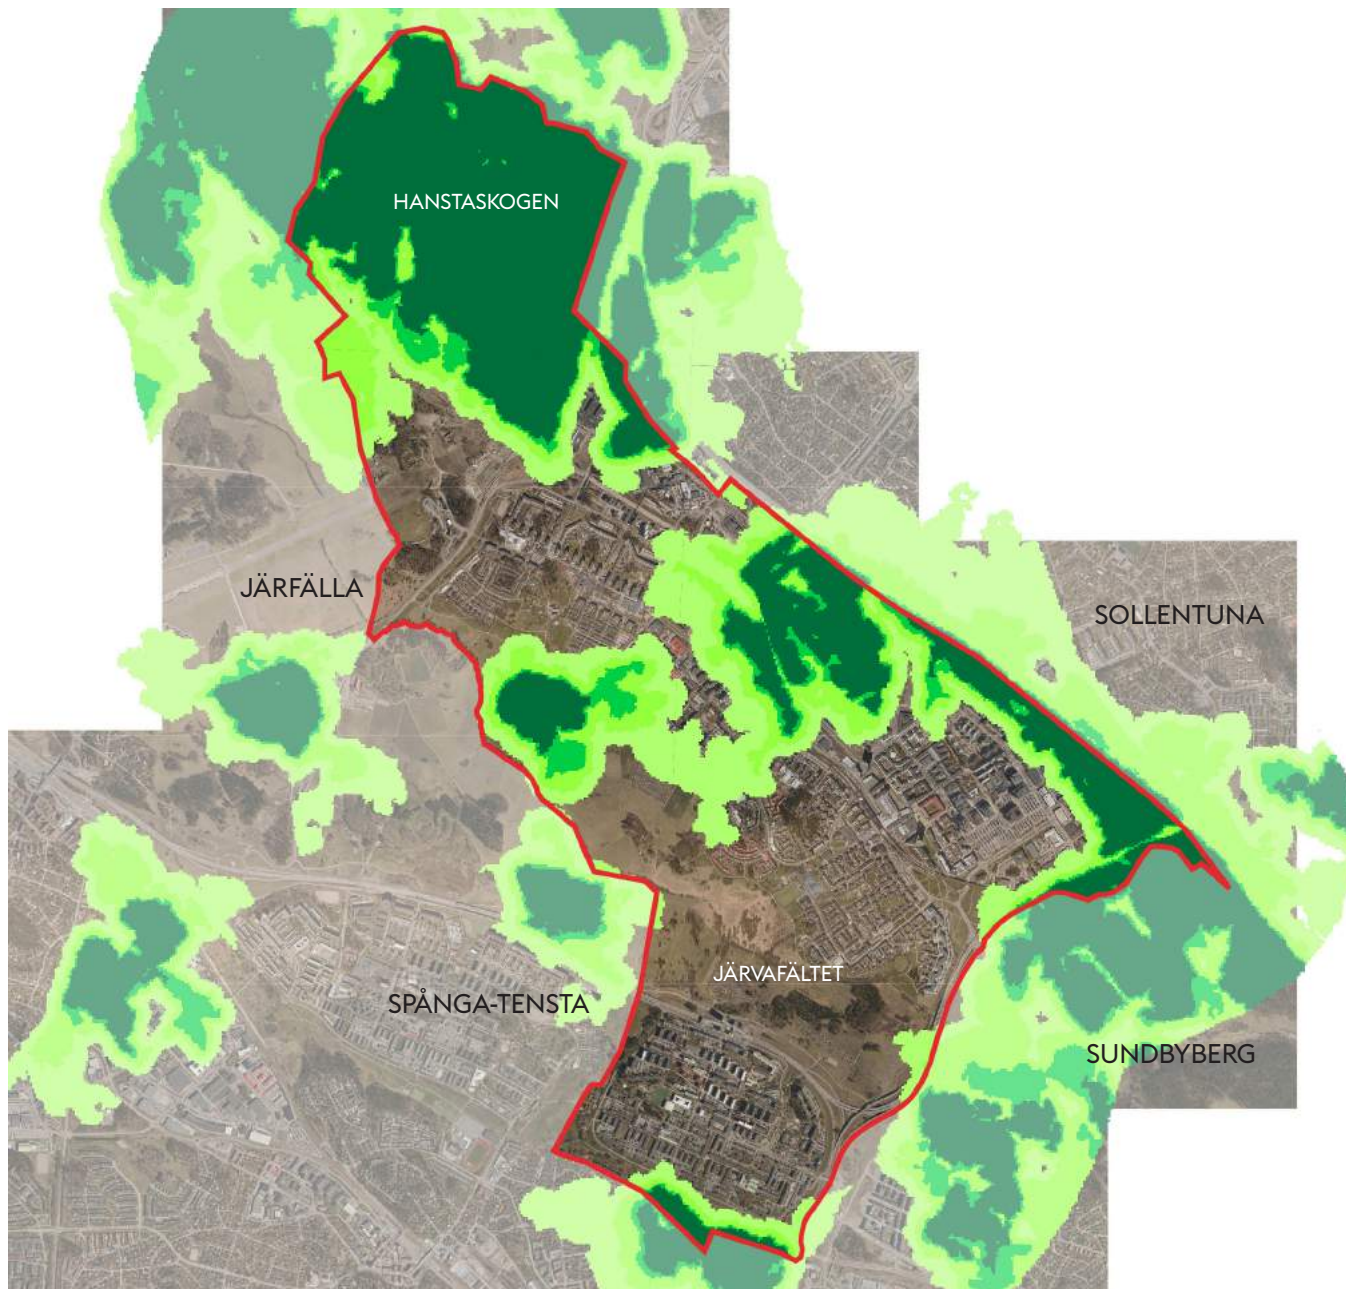 HANSTASKOGEN
JÄRFÄLLA
SOLLENTUNA
JÄRVAFÄLTET
SPÅNGA-TENSTA
SUNDBYBERG